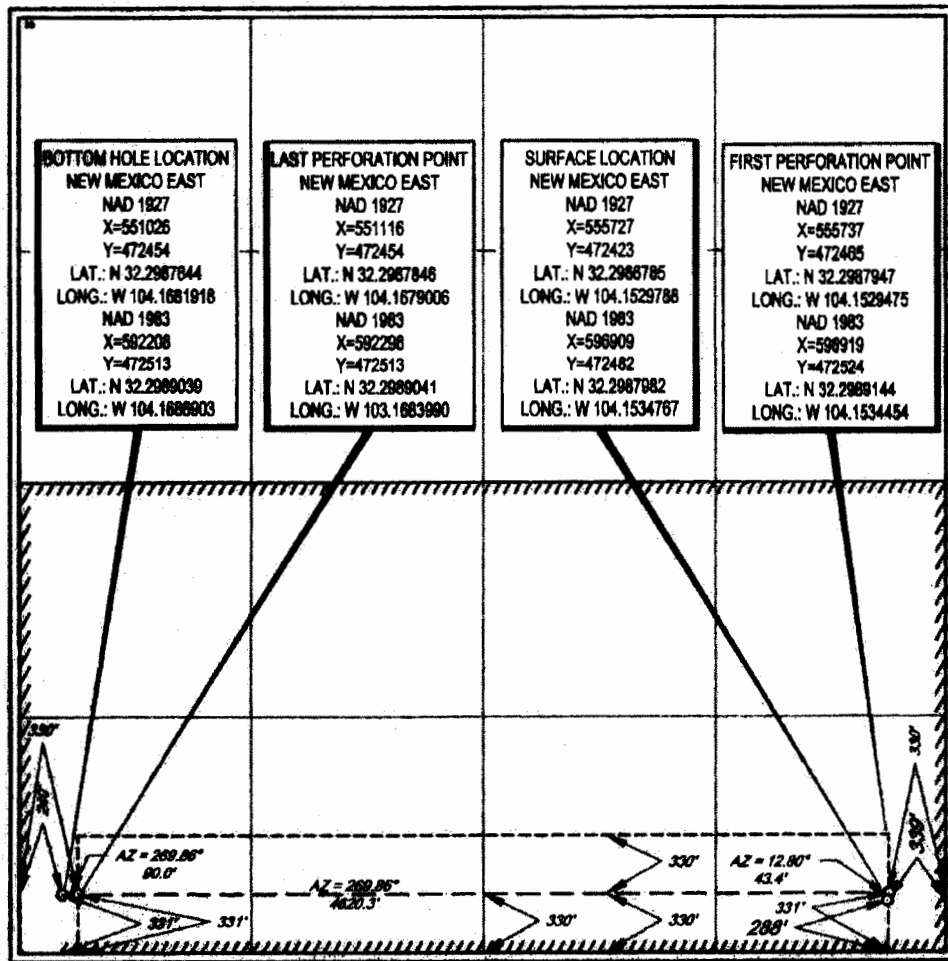 BOTTOM HOLE LOCATION
NEW MEXICO EAST
NAD 1927
X=551026
Y=472454
LAT.: N 32.2987844
LONG.: W 104.1681918
NAD 1983
X=592208
Y=472513
LAT.: N 32.2989039
LONG.: W 104.1686903
LAST PERFORATION POINT
NEW MEXICO EAST
NAD 1927
X=551116
Y=472454
LAT.: N 32.2987846
LONG.: W 104.1679006
NAD 1983
X=592298
Y=472513
LAT.: N 32.2989041
LONG.: W 103.1683990
SURFACE LOCATION
NEW MEXICO EAST
NAD 1927
X=555727
Y=472423
LAT.: N 32.2986785
LONG.: W 104.1529788
NAD 1983
X=596909
Y=472482
LAT.: N 32.2987982
LONG.: W 104.1534767
FIRST PERFORATION POINT
NEW MEXICO EAST
NAD 1927
X=555737
Y=472465
LAT.: N 32.2987947
LONG.: W 104.1529475
NAD 1983
X=596919
Y=472524
LAT.: N 32.2989144
LONG.: W 104.1534454
330'
240'
AZ = 269.86°
90.0'
331'
331'
AZ = 269.86°
4620.3'
330'
330'
330'
AZ = 12.80°
43.4'
331'
288'
330'
330'